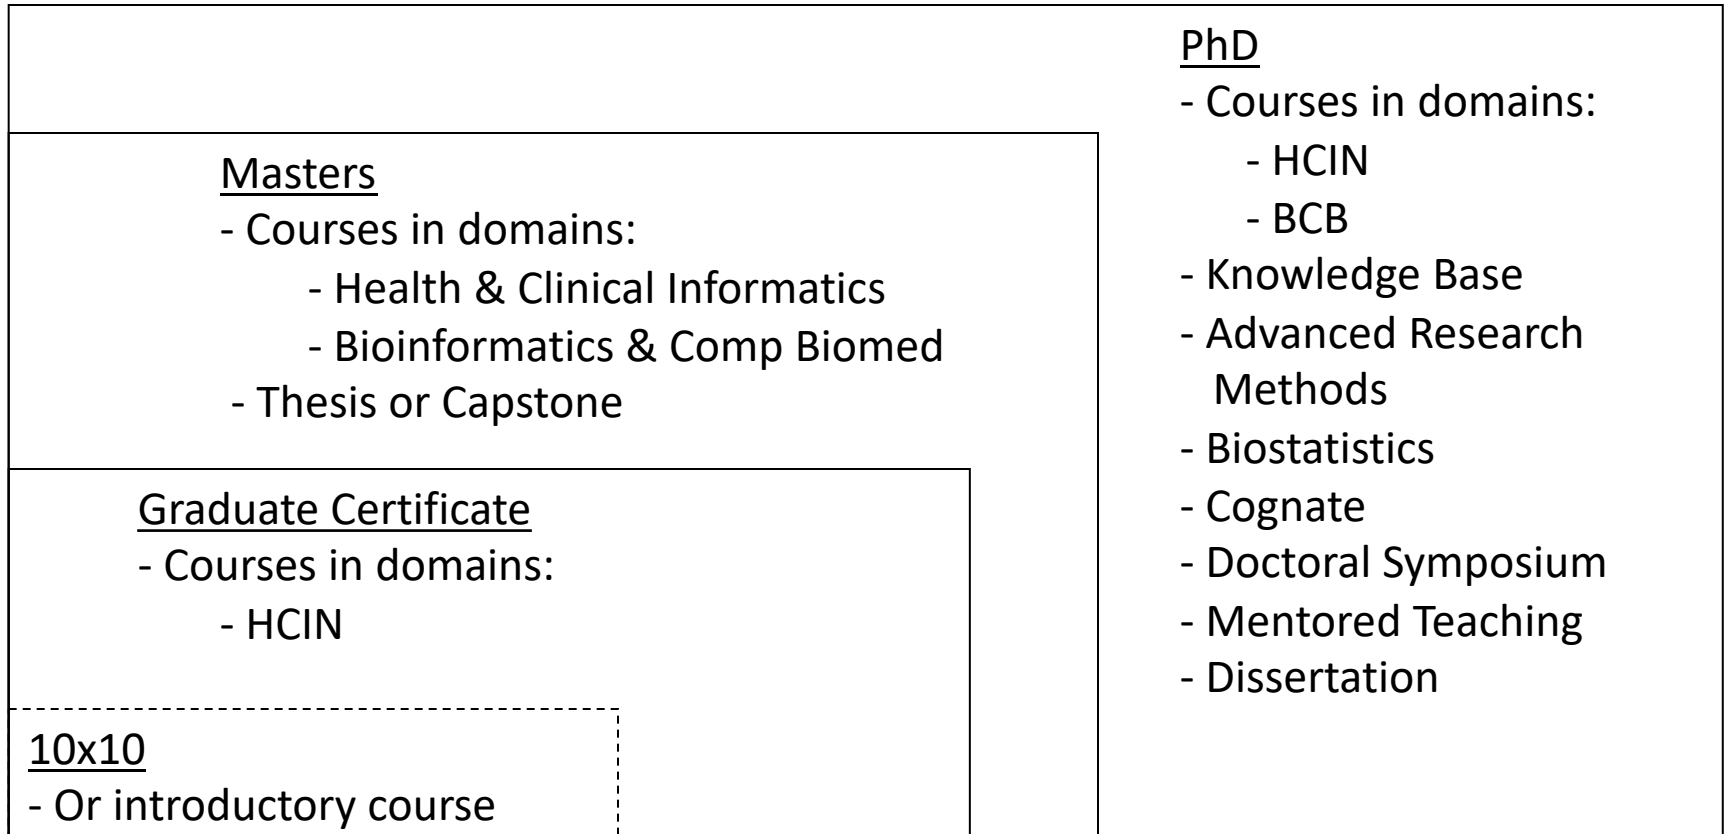 PhD
- Courses in domains:
- HCIN
- BCB
- Knowledge Base
- Advanced Research
Methods
- Biostatistics
- Cognate
- Doctoral Symposium
- Mentored Teaching
- Dissertation
Masters
- Courses in domains:
- Health & Clinical Informatics
- Bioinformatics & Comp Biomed
- Thesis or Capstone
Graduate Certificate
- Courses in domains:
- HCIN
10x10
- Or introductory course